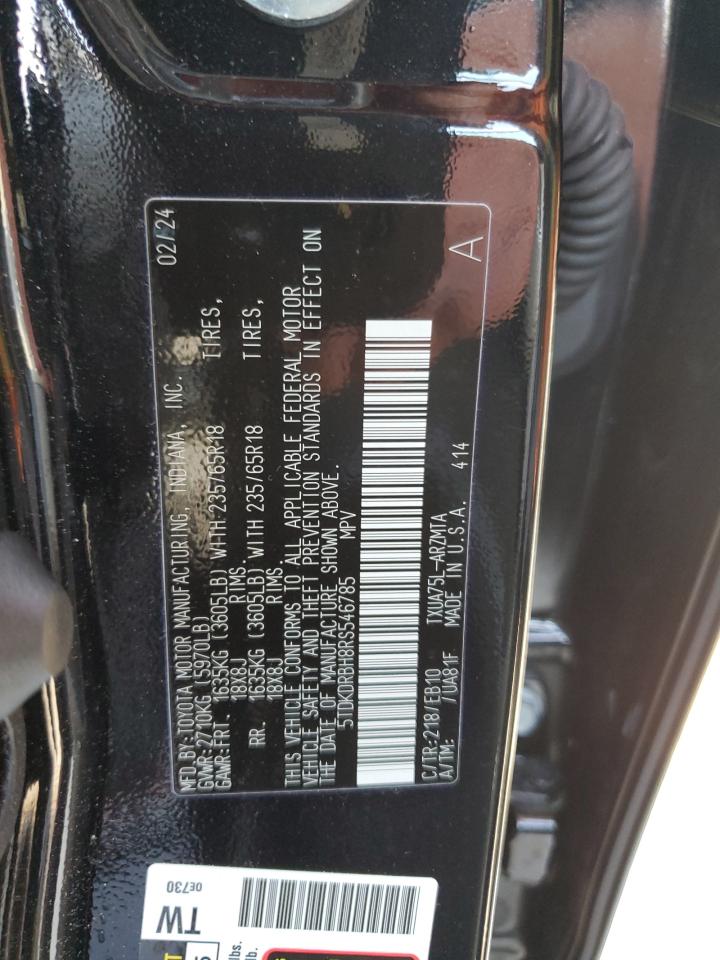 02/24
MFD.BY:TOYOTA MOTOR MANUFACTURING, INDIANA, INC.
GVWR:2710KG (5970LB)
GAWR:FRT. 1635KG (3605LB) WITH 235/65R18 TIRES,
18X8J RIMS.
RR. 1635KG (3605LB) WITH 235/65R18 TIRES,
18X8J RIMS.
THIS VEHICLE CONFORMS TO ALL APPLICABLE FEDERAL MOTOR
VEHICLE SAFETY AND THEFT PREVENTION STANDARDS IN EFFECT ON
THE DATE OF MANUFACTURE SHOWN ABOVE.
5TDKDRBH8RS546785 MPV
C/TR:218/EB10 TXUA75L-ARZMTA
A/TM: /UA81F MADE IN U.S.A. 414
A
0E730
TW
lbs.
lb.